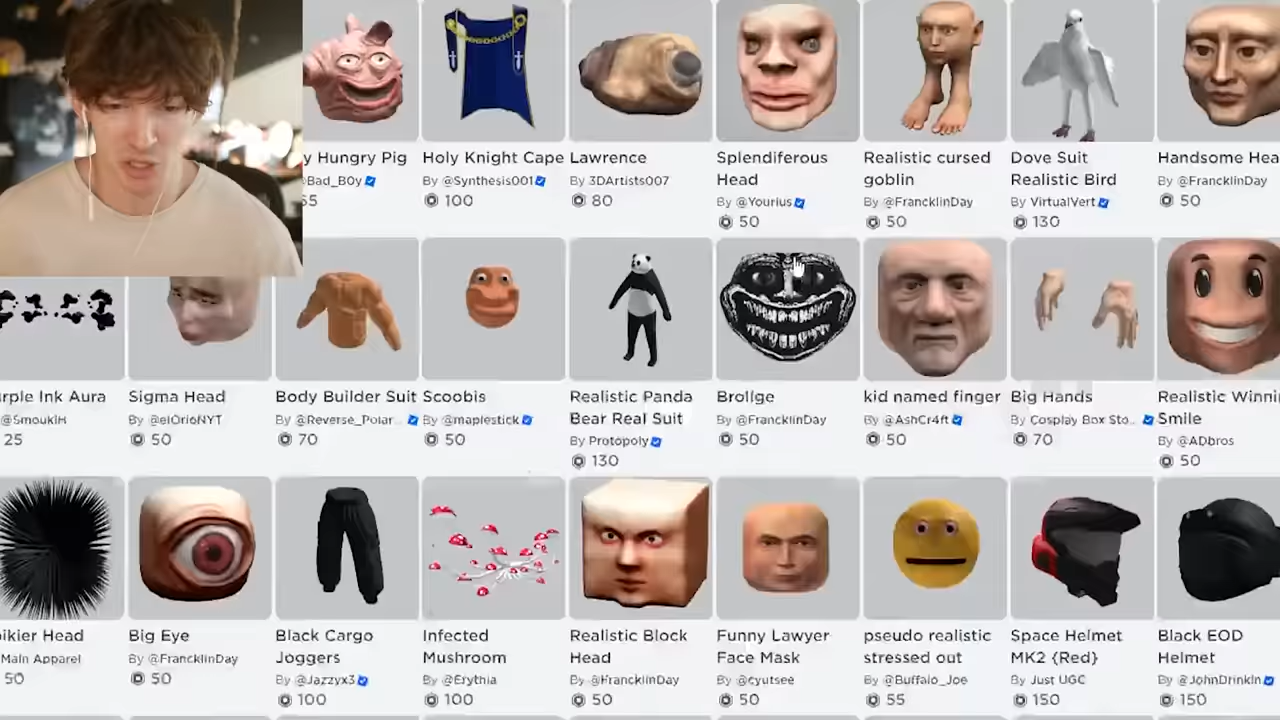 y Hungry Pig
Bad_B0y
55
Holy Knight Cape
By @Synthesis001
100
Lawrence
By 3DArtists007
80
Splendiferous
Head
By @Yourius
50
Realistic cursed
goblin
By @FrancklinDay
50
Dove Suit
Realistic Bird
By VirtualVert
130
Handsome Hea
By @FrancklinDay
50
rple Ink Aura
@SmoukIH
25
Sigma Head
By @elOrioNYT
50
Body Builder Suit
By @Reverse_Polar...
70
Scoobis
By @maplestick
50
Realistic Panda
Bear Real Suit
By Protopoly
130
Brollge
By @FrancklinDay
50
kid named finger
By @AshCr4ft
50
Big Hands
By Cosplay Box Sto...
70
Realistic Winni
Smile
By @ADbros
50
pikier Head
Main Apparel
50
Big Eye
By @FrancklinDay
50
Black Cargo
Joggers
By @Jazzyx3
100
Infected
Mushroom
By @Erythia
100
Realistic Block
Head
By @FrancklinDay
50
Funny Lawyer
Face Mask
By @cyutsee
50
pseudo realistic
stressed out
By @Buffalo_Joe
55
Space Helmet
MK2 {Red}
By Just UGC
150
Black EOD
Helmet
By @JohnDrinkin
150